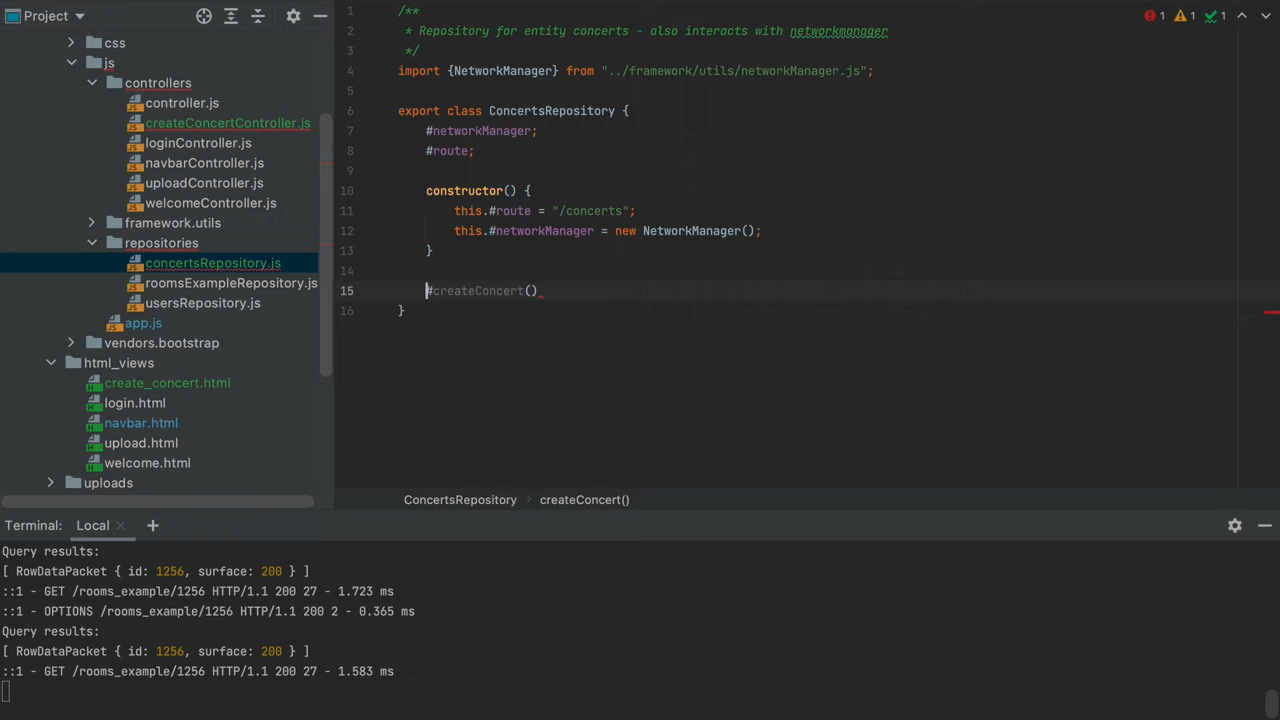 Project
css
js
controllers
controller.js
createConcertController.js
loginController.js
navbarController.js
uploadController.js
welcomeController.js
framework.utils
repositories
concertsRepository.js
roomsExampleRepository.js
usersRepository.js
app.js
vendors.bootstrap
html_views
create_concert.html
login.html
navbar.html
upload.html
welcome.html
uploads
1 /**
2 * Repository for entity concerts - also interacts with networkmanager
3 */
4 import {NetworkManager} from "../framework/utils/networkManager.js";
5
6 export class ConcertsRepository {
7 #networkManager;
8 #route;
9
10 constructor() {
11 this.#route = "/concerts";
12 this.#networkManager = new NetworkManager();
13 }
14
15 #createConcert()
16 }
1 1 1
ConcertsRepository › createConcert()
Terminal: Local × +
Query results:
[ RowDataPacket { id: 1256, surface: 200 } ]
::1 - GET /rooms_example/1256 HTTP/1.1 200 27 - 1.723 ms
::1 - OPTIONS /rooms_example/1256 HTTP/1.1 200 2 - 0.365 ms
Query results:
[ RowDataPacket { id: 1256, surface: 200 } ]
::1 - GET /rooms_example/1256 HTTP/1.1 200 27 - 1.583 ms